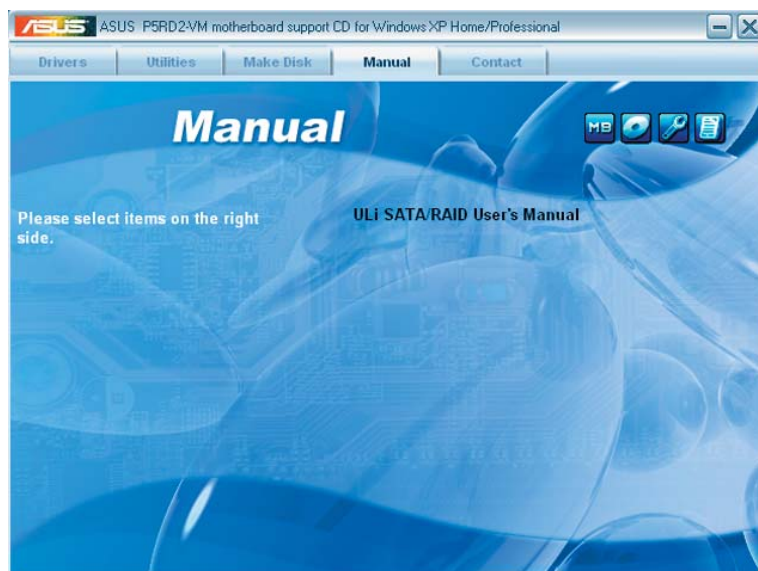 ASUS ASUS P5RD2-VM motherboard support CD for Windows XP Home/Professional
Drivers Utilities Make Disk Manual Contact
Manual
MB
Please select items on the right
side.
ULi SATA/RAID User's Manual